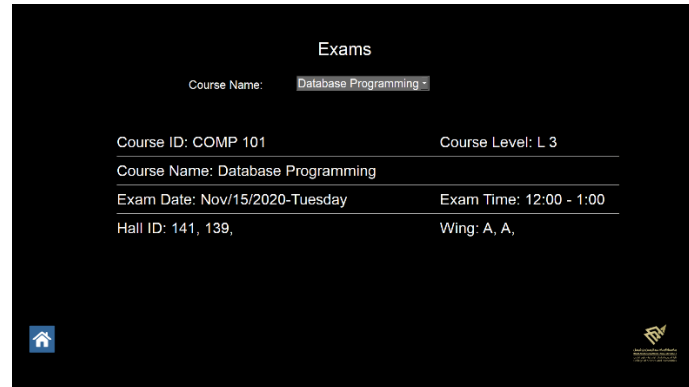 Exams
Course Name: Database Programming
Course ID: COMP 101 Course Level: L 3
Course Name: Database Programming
Exam Date: Nov/15/2020-Tuesday Exam Time: 12:00 - 1:00
Hall ID: 141, 139, Wing: A, A,